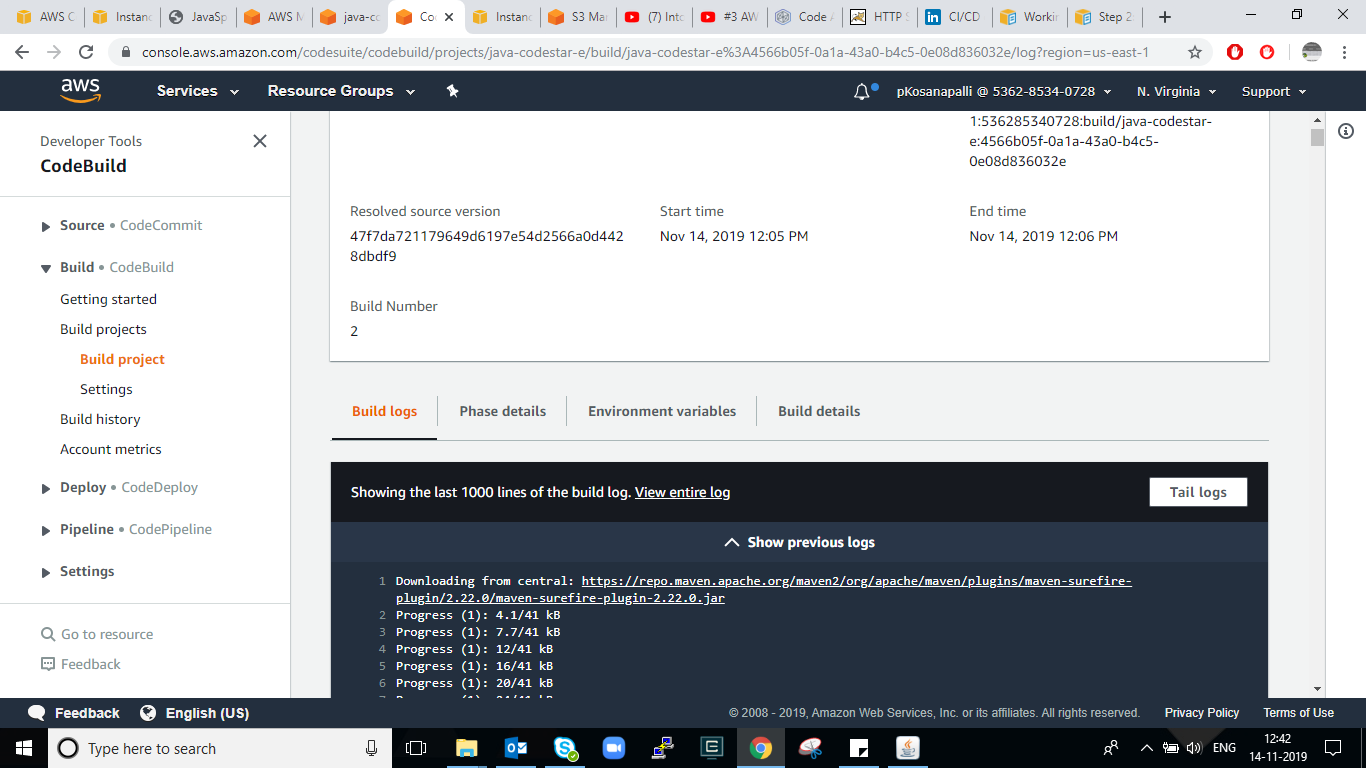 AWS C
Instanc
JavaSp
AWS M
java-co
Co
Instanc
S3 Mar
(7) Intr
#3 AW
Code A
HTTP S
CI/CD
Workin
Step 2
console.aws.amazon.com/codesuite/codebuild/projects/java-codestar-e/build/java-codestar-e%3A4566b05f-0a1a-43a0-b4c5-0e08d836032e/log?region=us-east-1
aws
Services
Resource Groups
pKosanapalli @ 5362-8534-0728
N. Virginia
Support
Developer Tools
CodeBuild
Source • CodeCommit
Build • CodeBuild
Getting started
Build projects
Build project
Settings
Build history
Account metrics
Deploy • CodeDeploy
Pipeline • CodePipeline
Settings
Go to resource
Feedback
1:536285340728:build/java-codestar-
e:4566b05f-0a1a-43a0-b4c5-
0e08d836032e
Resolved source version
47f7da721179649d6197e54d2566a0d442
8dbdf9
Start time
Nov 14, 2019 12:05 PM
End time
Nov 14, 2019 12:06 PM
Build Number
2
Build logs
Phase details
Environment variables
Build details
Showing the last 1000 lines of the build log. View entire log
Tail logs
Show previous logs
1 Downloading from central: https://repo.maven.apache.org/maven2/org/apache/maven/plugins/maven-surefire-
plugin/2.22.0/maven-surefire-plugin-2.22.0.jar
2 Progress (1): 4.1/41 kB
3 Progress (1): 7.7/41 kB
4 Progress (1): 12/41 kB
5 Progress (1): 16/41 kB
6 Progress (1): 20/41 kB
Feedback
English (US)
© 2008 - 2019, Amazon Web Services, Inc. or its affiliates. All rights reserved.
Privacy Policy
Terms of Use
Type here to search
ENG
12:42
14-11-2019